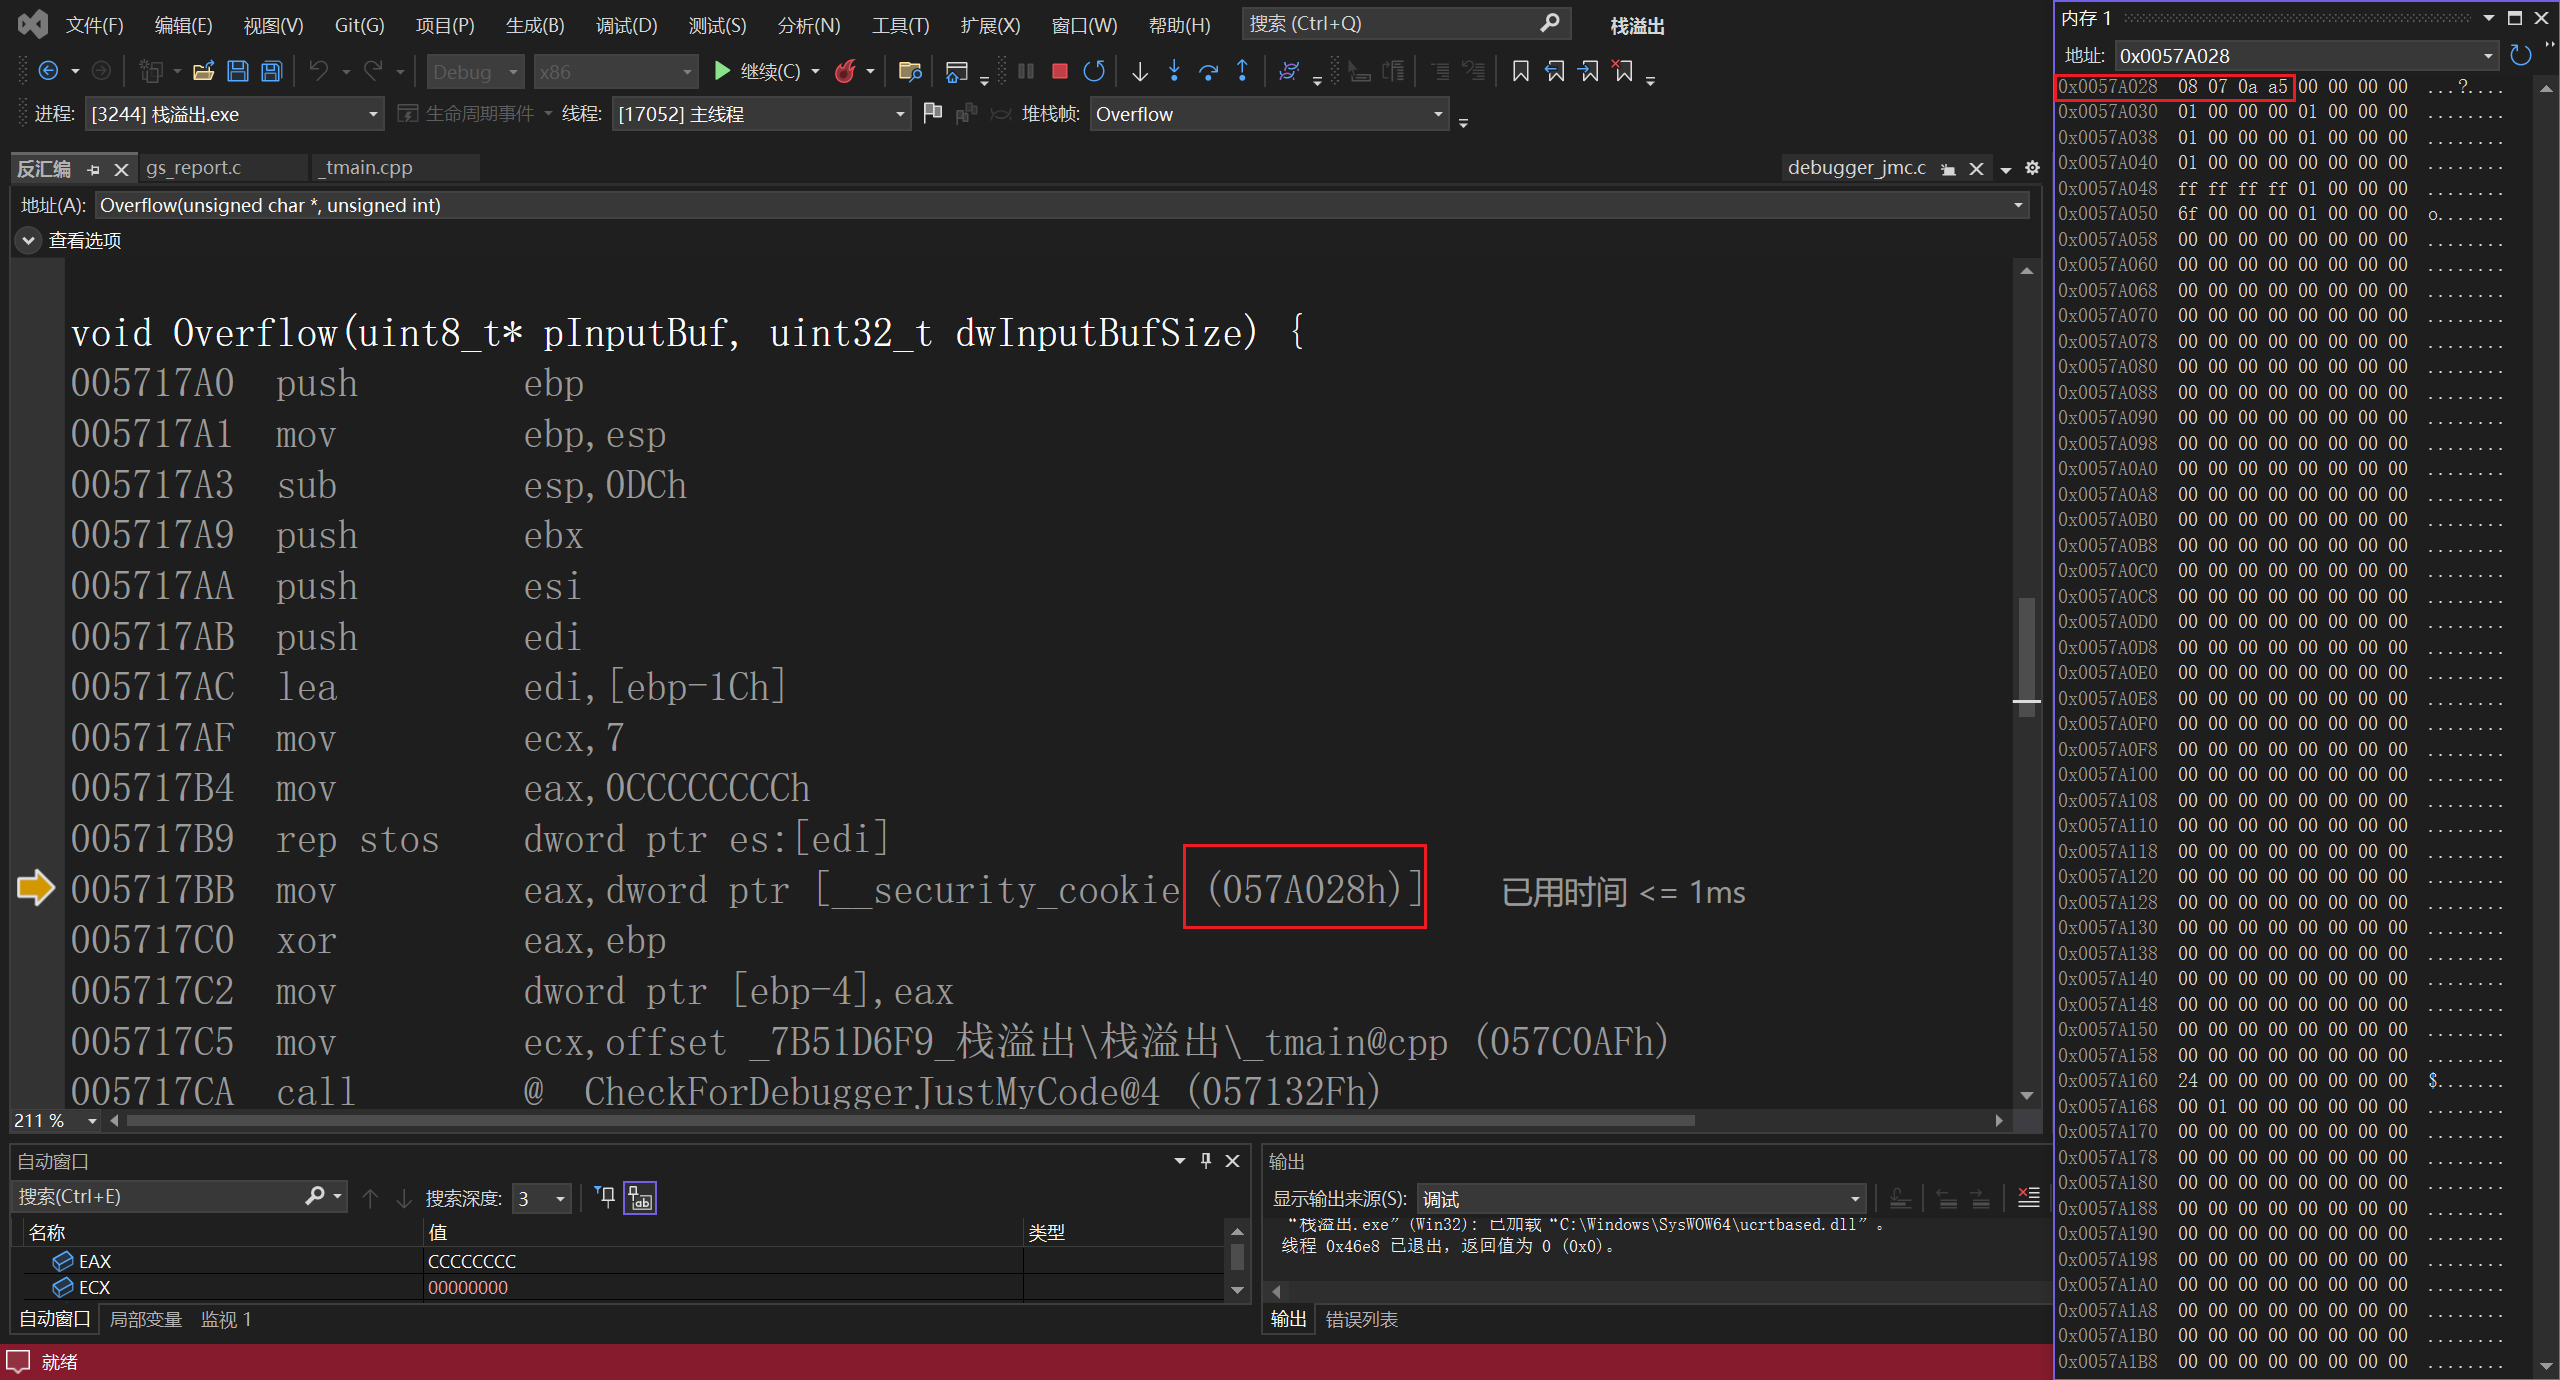 文件(F) 编辑(E) 视图(V) Git(G) 项目(P) 生成(B) 调试(D) 测试(S) 分析(N) 工具(T) 扩展(X) 窗口(W) 帮助(H) 搜索 (Ctrl+Q) 栈溢出
Debug x86 继续(C)
进程: [3244] 栈溢出.exe 生命周期事件 线程: [17052] 主线程 堆栈帧: Overflow
反汇编 gs_report.c _tmain.cpp debugger_jmc.c
地址(A): Overflow(unsigned char *, unsigned int)
查看选项
void Overflow(uint8_t* pInputBuf, uint32_t dwInputBufSize) {
005717A0 push ebp
005717A1 mov ebp,esp
005717A3 sub esp,0DCh
005717A9 push ebx
005717AA push esi
005717AB push edi
005717AC lea edi,[ebp-1Ch]
005717AF mov ecx,7
005717B4 mov eax,0CCCCCCCCh
005717B9 rep stos dword ptr es:[edi]
005717BB mov eax,dword ptr [__security_cookie (057A028h)] 已用时间 <= 1ms
005717C0 xor eax,ebp
005717C2 mov dword ptr [ebp-4],eax
005717C5 mov ecx,offset _7B51D6F9_栈溢出\栈溢出\_tmain@cpp (057C0AFh)
005717CA call @__CheckForDebuggerJustMyCode@4 (057132Fh)
211 %
自动窗口
搜索(Ctrl+E) 搜索深度: 3
名称 值 类型
EAX CCCCCCCC
ECX 00000000
自动窗口 局部变量 监视 1
输出
显示输出来源(S): 调试
“栈溢出.exe”(Win32): 已加载“C:\Windows\SysWOW64\ucrtbased.dll”。
线程 0x46e8 已退出，返回值为 0 (0x0)。
输出 错误列表
就绪
内存 1
地址: 0x0057A028
0x0057A028 08 07 0a a5 00 00 00 00 ...?....
0x0057A030 01 00 00 00 01 00 00 00 ........
0x0057A038 01 00 00 00 01 00 00 00 ........
0x0057A040 01 00 00 00 00 00 00 00 ........
0x0057A048 ff ff ff ff 01 00 00 00 ........
0x0057A050 6f 00 00 00 01 00 00 00 o.......
0x0057A058 00 00 00 00 00 00 00 00 ........
0x0057A060 00 00 00 00 00 00 00 00 ........
0x0057A068 00 00 00 00 00 00 00 00 ........
0x0057A070 00 00 00 00 00 00 00 00 ........
0x0057A078 00 00 00 00 00 00 00 00 ........
0x0057A080 00 00 00 00 00 00 00 00 ........
0x0057A088 00 00 00 00 00 00 00 00 ........
0x0057A090 00 00 00 00 00 00 00 00 ........
0x0057A098 00 00 00 00 00 00 00 00 ........
0x0057A0A0 00 00 00 00 00 00 00 00 ........
0x0057A0A8 00 00 00 00 00 00 00 00 ........
0x0057A0B0 00 00 00 00 00 00 00 00 ........
0x0057A0B8 00 00 00 00 00 00 00 00 ........
0x0057A0C0 00 00 00 00 00 00 00 00 ........
0x0057A0C8 00 00 00 00 00 00 00 00 ........
0x0057A0D0 00 00 00 00 00 00 00 00 ........
0x0057A0D8 00 00 00 00 00 00 00 00 ........
0x0057A0E0 00 00 00 00 00 00 00 00 ........
0x0057A0E8 00 00 00 00 00 00 00 00 ........
0x0057A0F0 00 00 00 00 00 00 00 00 ........
0x0057A0F8 00 00 00 00 00 00 00 00 ........
0x0057A100 00 00 00 00 00 00 00 00 ........
0x0057A108 00 00 00 00 00 00 00 00 ........
0x0057A110 00 00 00 00 00 00 00 00 ........
0x0057A118 00 00 00 00 00 00 00 00 ........
0x0057A120 00 00 00 00 00 00 00 00 ........
0x0057A128 00 00 00 00 00 00 00 00 ........
0x0057A130 00 00 00 00 00 00 00 00 ........
0x0057A138 00 00 00 00 00 00 00 00 ........
0x0057A140 00 00 00 00 00 00 00 00 ........
0x0057A148 00 00 00 00 00 00 00 00 ........
0x0057A150 00 00 00 00 00 00 00 00 ........
0x0057A158 00 00 00 00 00 00 00 00 ........
0x0057A160 24 00 00 00 00 00 00 00 $.......
0x0057A168 00 01 00 00 00 00 00 00 ........
0x0057A170 00 00 00 00 00 00 00 00 ........
0x0057A178 00 00 00 00 00 00 00 00 ........
0x0057A180 00 00 00 00 00 00 00 00 ........
0x0057A188 00 00 00 00 00 00 00 00 ........
0x0057A190 00 00 00 00 00 00 00 00 ........
0x0057A198 00 00 00 00 00 00 00 00 ........
0x0057A1A0 00 00 00 00 00 00 00 00 ........
0x0057A1A8 00 00 00 00 00 00 00 00 ........
0x0057A1B0 00 00 00 00 00 00 00 00 ........
0x0057A1B8 00 00 00 00 00 00 00 00 ........